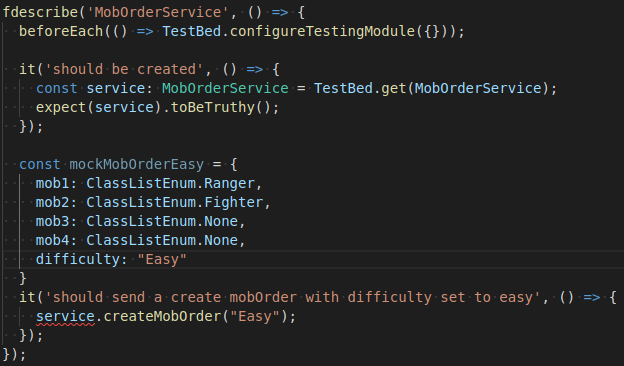 fdescribe('MobOrderService', () => {
  beforeEach(() => TestBed.configureTestingModule({}));

  it('should be created', () => {
    const service: MobOrderService = TestBed.get(MobOrderService);
    expect(service).toBeTruthy();
  });

  const mockMobOrderEasy = {
    mob1: ClassListEnum.Ranger,
    mob2: ClassListEnum.Fighter,
    mob3: ClassListEnum.None,
    mob4: ClassListEnum.None,
    difficulty: "Easy"
  }
  it('should send a create mobOrder with difficulty set to easy', () => {
    service.createMobOrder("Easy");
  });
});